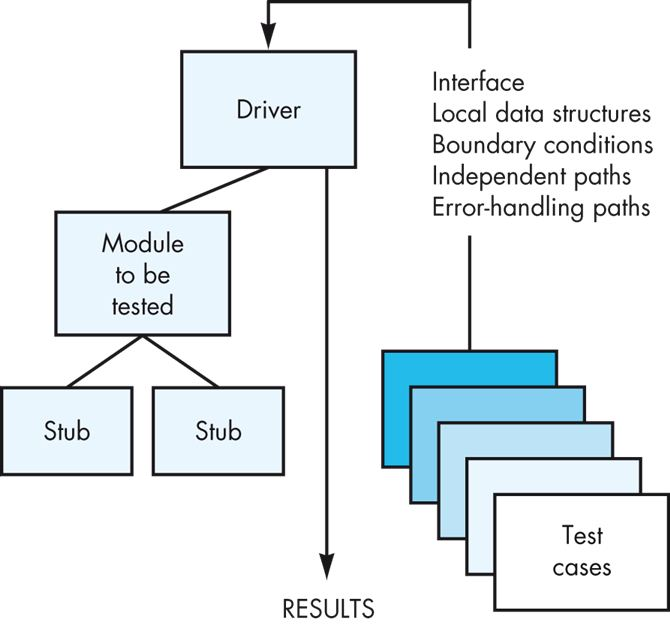 Driver
Interface
Local data structures
Boundary conditions
Independent paths
Error-handling paths
Module
to be
tested
Stub
Stub
Test
cases
RESULTS